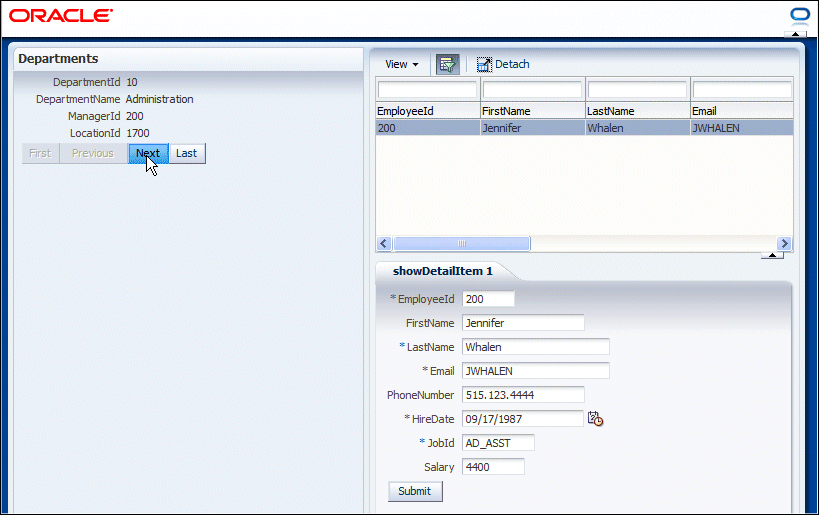 ORACLE®
Departments
DepartmentId 10
DepartmentName Administration
ManagerId 200
LocationId 1700
First Previous Next Last
View Detach
EmployeeId FirstName LastName Email
200 Jennifer Whalen JWHALEN
showDetailItem 1
* EmployeeId 200
FirstName Jennifer
* LastName Whalen
* Email JWHALEN
PhoneNumber 515.123.4444
* HireDate 09/17/1987
* JobId AD_ASST
Salary 4400
Submit